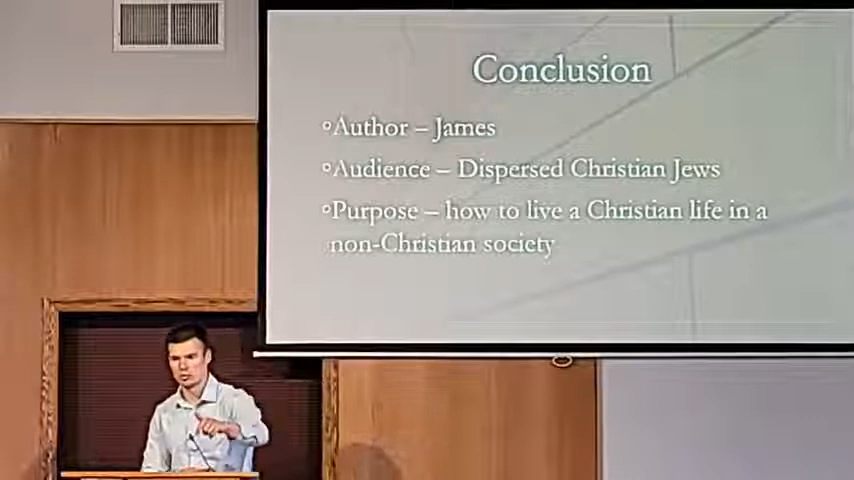 Conclusion
°Author – James
°Audience – Dispersed Christian Jews
°Purpose – how to live a Christian life in a
non-Christian society